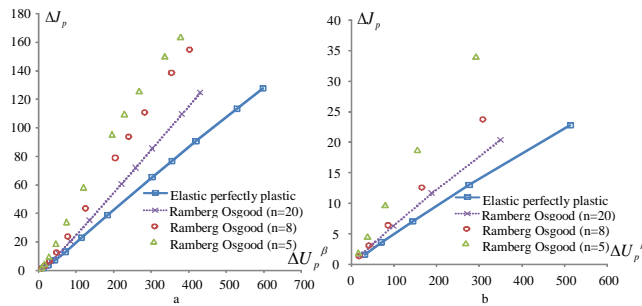 ΔJₚ
180
160
140
120
100
80
60
40
20
0
0 100 200 300 400 500 600 700
ΔUₚᵝ
Elastic perfectly plastic
Ramberg Osgood (n=20)
Ramberg Osgood (n=8)
Ramberg Osgood (n=5)
a
ΔJₚ
40
35
30
25
20
15
10
5
0
0 100 200 300 400 500 600
Elastic perfectly plastic
Ramberg Osgood (n=20)
Ramberg Osgood (n=8)
Ramberg Osgood (n=5)
b